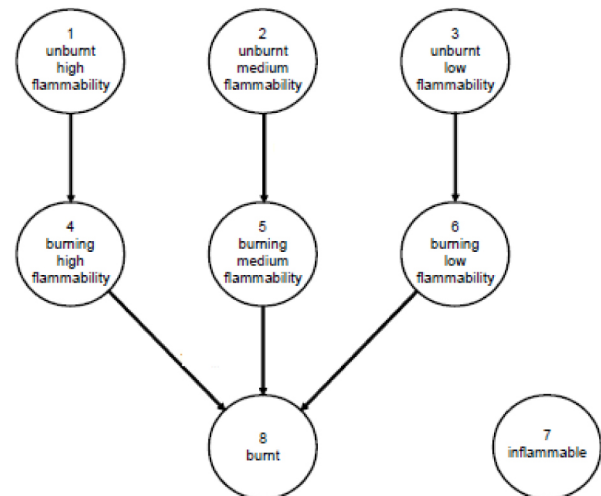 1
unburnt
high
flammability
2
unburnt
medium
flammability
3
unburnt
low
flammability
4
burning
high
flammability
5
burning
medium
flammability
6
burning
low
flammability
8
burnt
7
inflammable